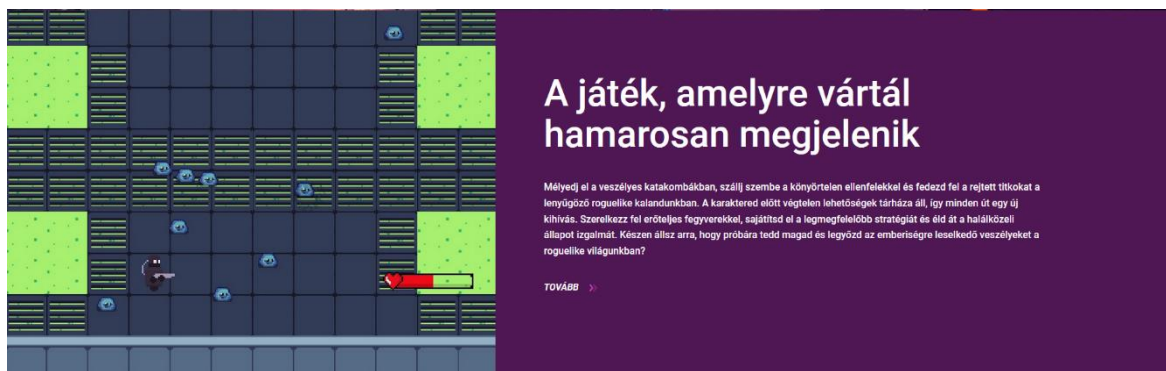 A játék, amelyre vártál
hamarosan megjelenik
Mélyedj el a veszélyes katakombákban, szállj szembe a könyörtelen ellenfelekkel és fedezd fel a rejtett titkokat a
lenyűgöző roguelike kalandunkban. A karaktered előtt végtelen lehetőségek tárháza áll, így minden út egy új
kihívás. Szerelkezz fel erőteljes fegyverekkel, sajátítsd el a legmegfelelőbb stratégiát és éld át a halálközeli
állapot izgalmát. Készen állsz arra, hogy próbára tedd magad és legyőzd az emberiségre leselkedő veszélyeket a
roguelike világunkban?
TOVÁBB